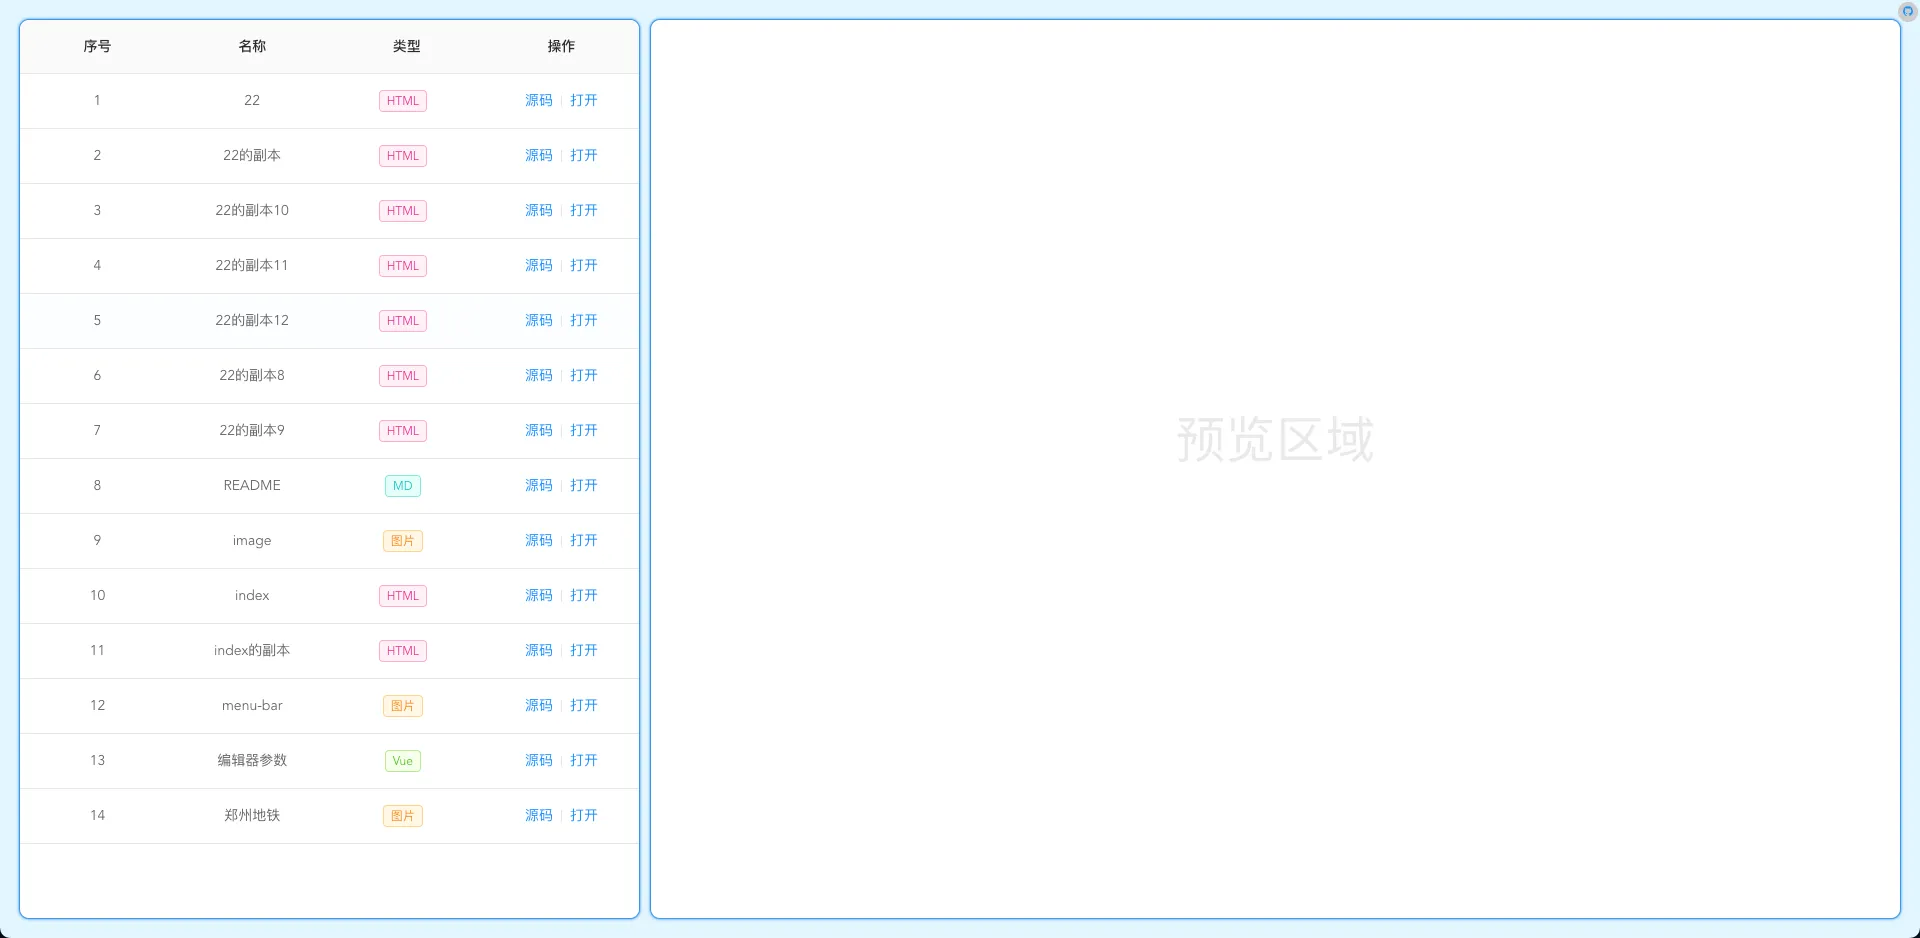 序号 名称 类型 操作
1 22 HTML 源码 打开
2 22的副本 HTML 源码 打开
3 22的副本10 HTML 源码 打开
4 22的副本11 HTML 源码 打开
5 22的副本12 HTML 源码 打开
6 22的副本8 HTML 源码 打开
7 22的副本9 HTML 源码 打开
8 README MD 源码 打开
9 image 图片 源码 打开
10 index HTML 源码 打开
11 index的副本 HTML 源码 打开
12 menu-bar 图片 源码 打开
13 编辑器参数 Vue 源码 打开
14 郑州地铁 图片 源码 打开
预览区域